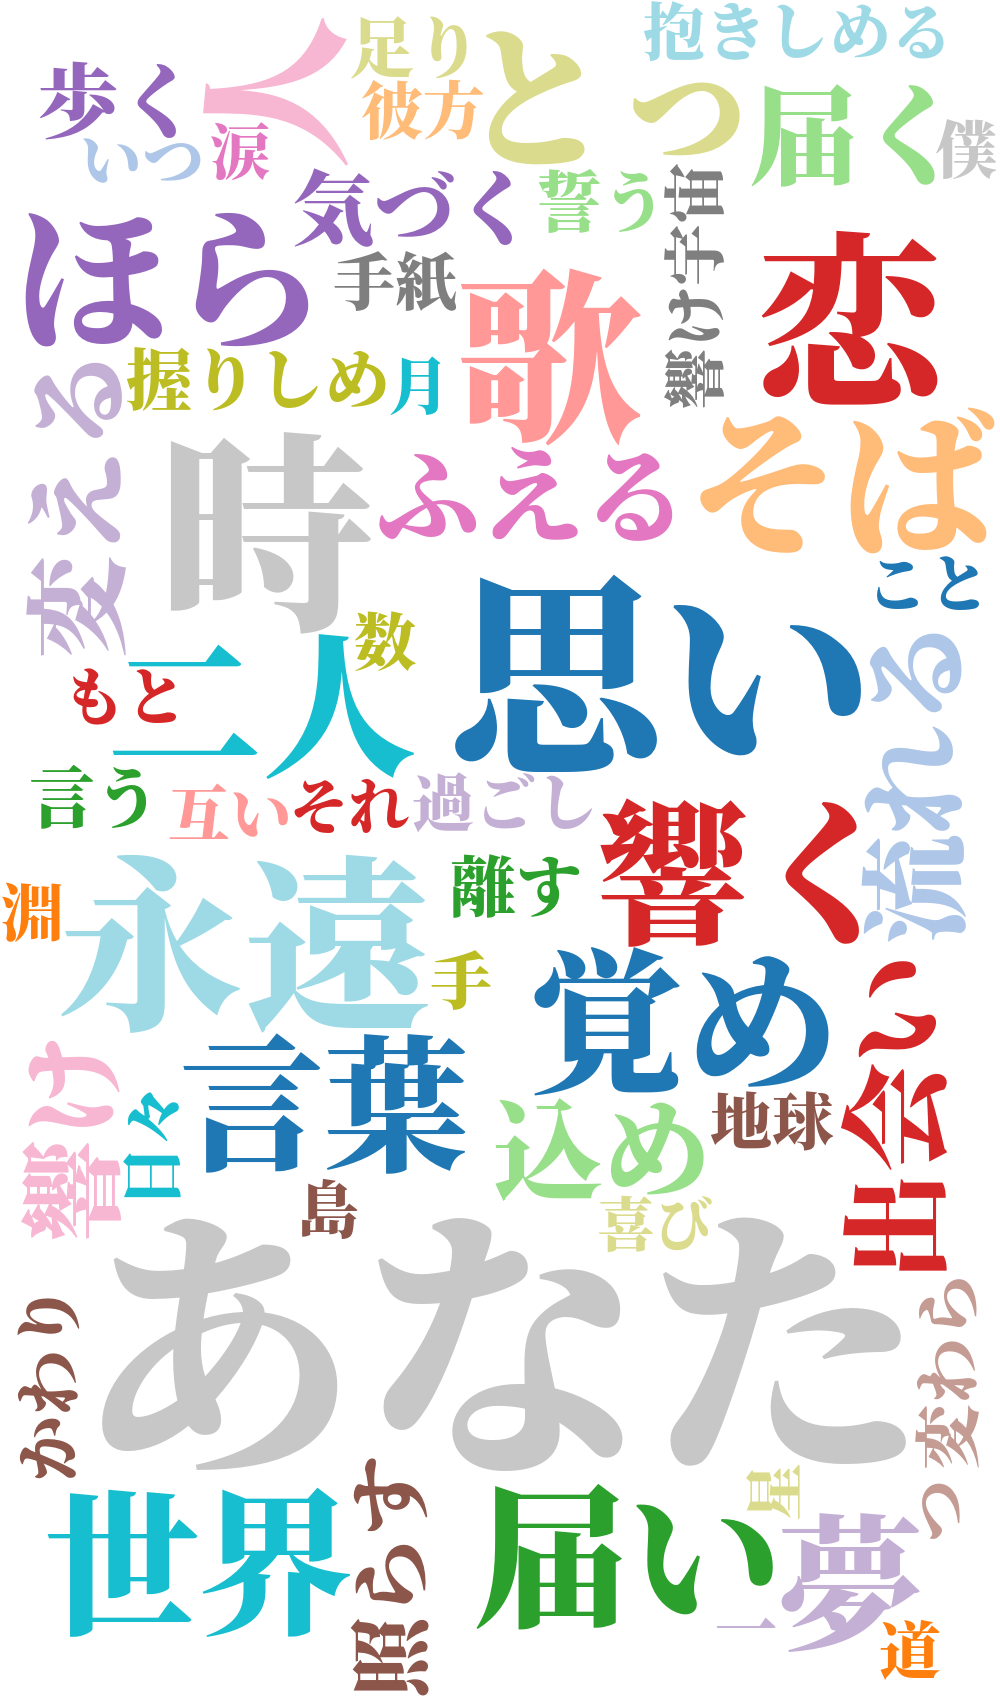 抱きしめる
足り
く
とっ
歩く
彼方
届く
いつ
涙
僕
気づく
誓う
響け宇宙
ほら
手紙
恋
歌
握りしめ
月
変える
そば
時
ふえる
こと
思い
数
二人
もと
流れる
言う
互い
それ
過ごし
響く
永遠
離す
淵
覚め
手
出会い
言葉
響け
日々
込め
地球
島
喜び
あなた
かわり
変わらっ
照らす
星
世界
届い
夢
一
道